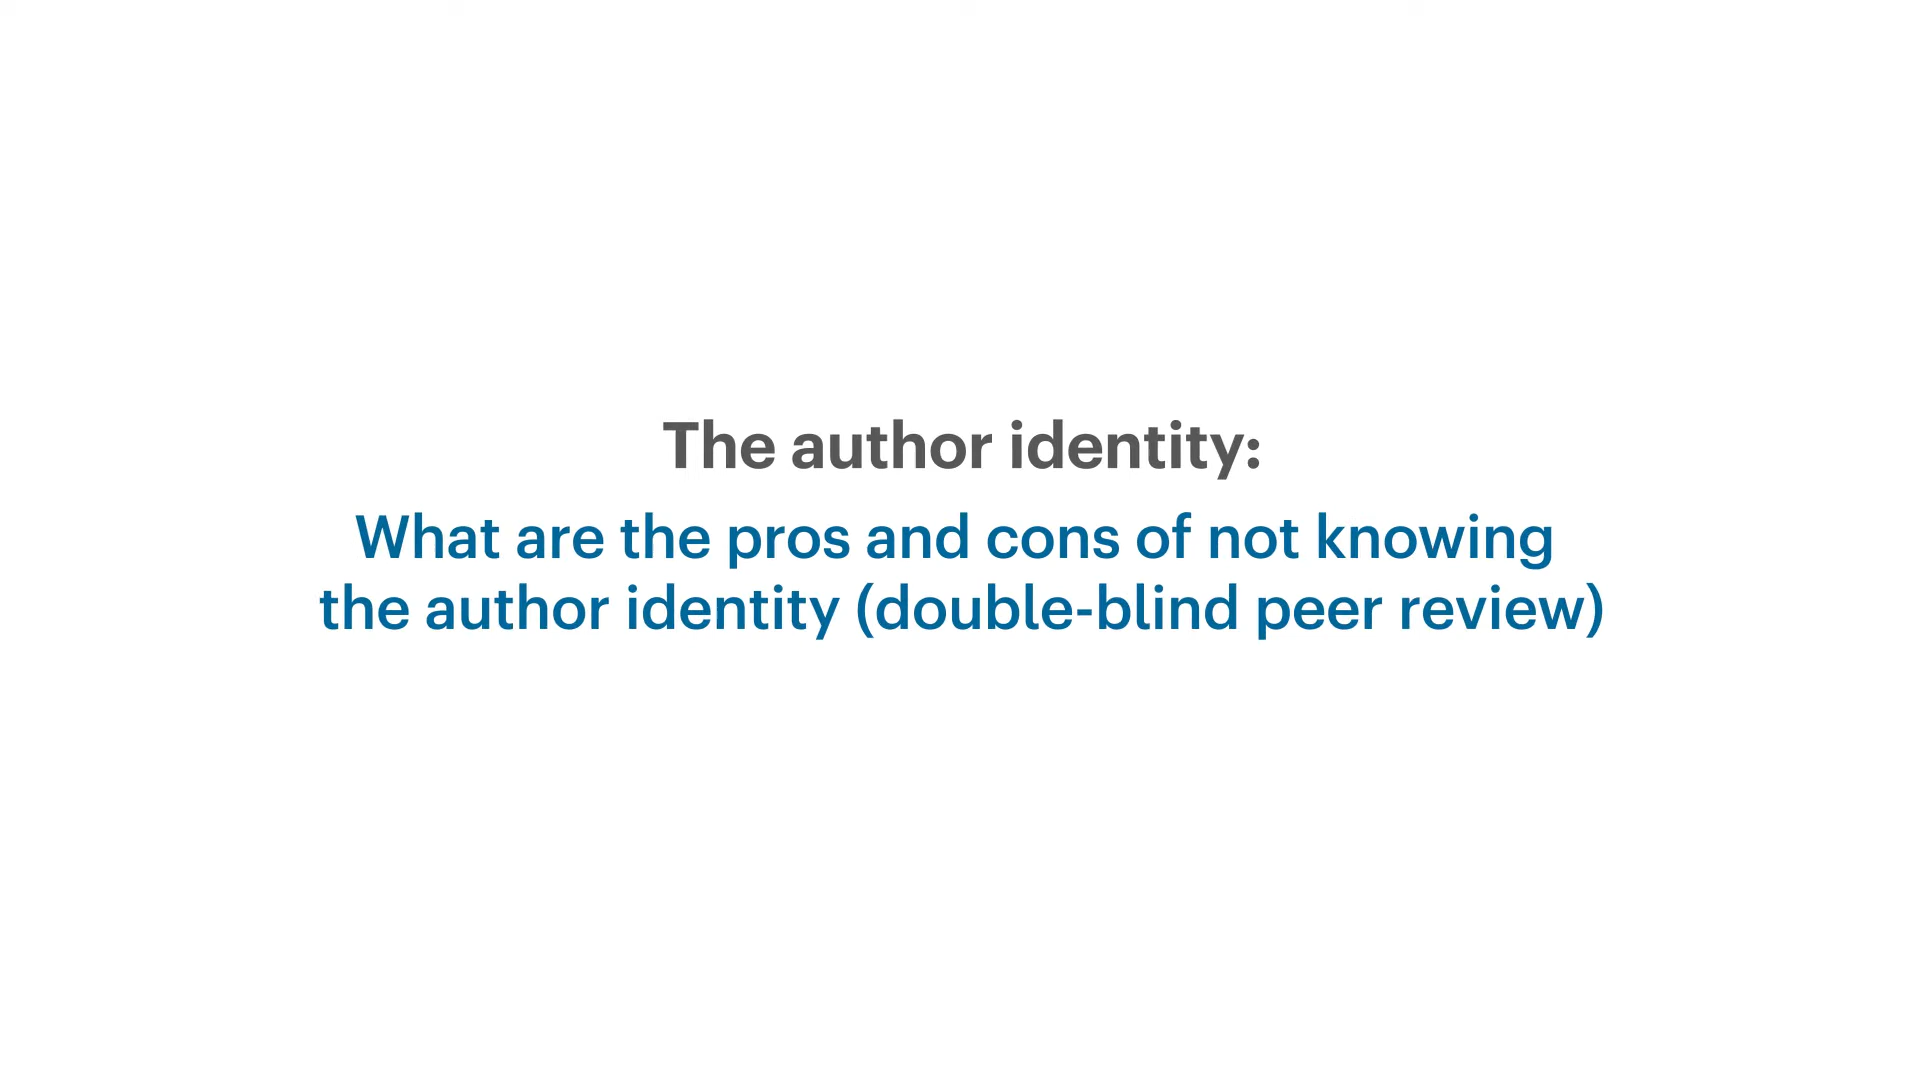 The author identity:
What are the pros and cons of not knowing
the author identity (double-blind peer review)